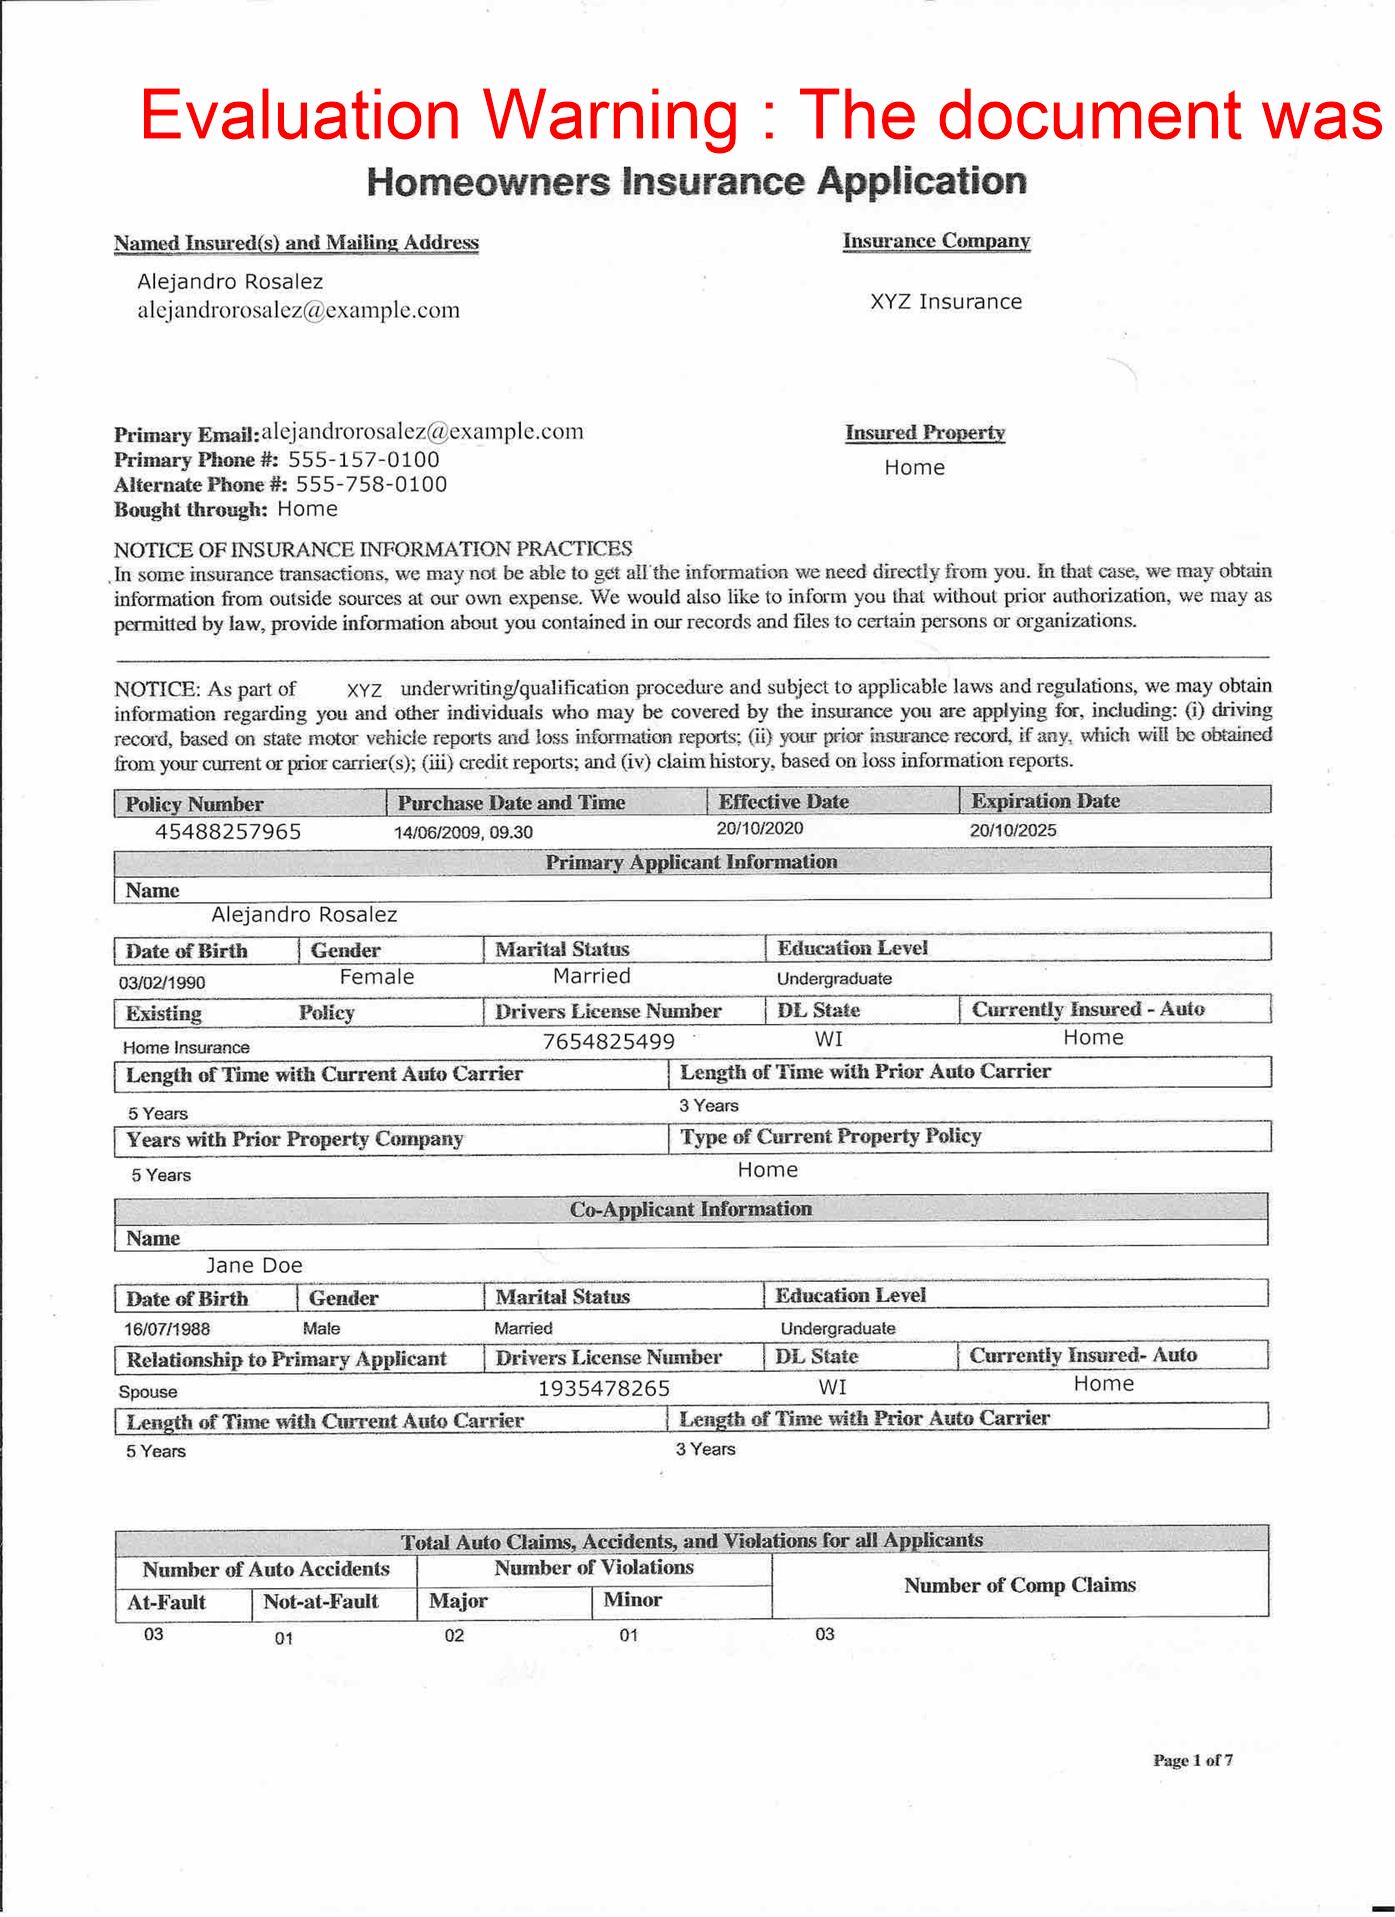 Evaluation Warning : The document was
Homeowners Insurance Application
Named Insured(s) and Mailing Address
Insurance Company
Alejandro Rosalez
alejandrorosalez@example.com
XYZ Insurance
Primary Email: alejandrorosalez@example.com
Insured Property
Primary Phone #: 555-157-0100
Home
Alternate Phone #: 555-758-0100
Bought through: Home
NOTICE OF INSURANCE INFORMATION PRACTICES
In some insurance transactions, we may not be able to get all the information we need directly from you. In that case, we may obtain
information from outside sources at our own expense. We would also like to inform you that without prior authorization, we may as
permitted by law, provide information about you contained in our records and files to certain persons or organizations.
NOTICE: As part of XYZ underwriting/qualification procedure and subject to applicable laws and regulations, we may obtain
information regarding you and other individuals who may be covered by the insurance you are applying for, including: (i) driving
record, based on state motor vehicle reports and loss information reports; (ii) your prior insurance record, if any, which will be obtained
from your current or prior carrier(s); (iii) credit reports; and (iv) claim history, based on loss information reports.
Policy Number Purchase Date and Time Effective Date Expiration Date
45488257965 14/06/2009, 09.30 20/10/2020 20/10/2025
Primary Applicant Information
Name
Alejandro Rosalez
Date of Birth Gender Marital Status Education Level
03/02/1990 Female Married Undergraduate
Existing Policy Drivers License Number DL State Currently Insured - Auto
Home Insurance 7654825499 WI Home
Length of Time with Current Auto Carrier Length of Time with Prior Auto Carrier
5 Years 3 Years
Years with Prior Property Company Type of Current Property Policy
5 Years Home
Co-Applicant Information
Name
Jane Doe
Date of Birth Gender Marital Status Education Level
16/07/1988 Male Married Undergraduate
Relationship to Primary Applicant Drivers License Number DL State Currently Insured- Auto
Spouse 1935478265 WI Home
Length of Time with Current Auto Carrier Length of Time with Prior Auto Carrier
5 Years 3 Years
Total Auto Claims, Accidents, and Violations for all Applicants
Number of Auto Accidents Number of Violations Number of Comp Claims
At-Fault Not-at-Fault Major Minor
03 01 02 01 03
Page 1 of 7